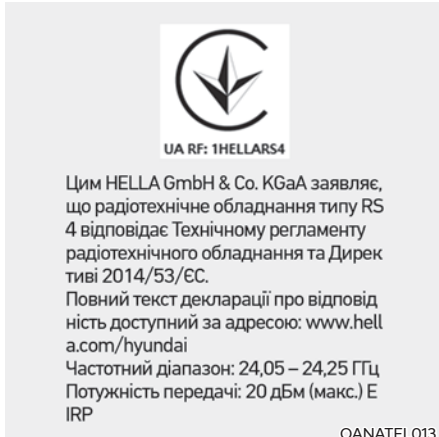 UA RF: 1HELLARS4
Цим HELLA GmbH & Co. KGaA заявляє,
що радіотехнічне обладнання типу RS
4 відповідає Технічному регламенту
радіотехнічного обладнання та Дирек
тиві 2014/53/ЄС.
Повний текст декларації про відповід
ність доступний за адресою: www.hell
a.com/hyundai
Частотний діапазон: 24,05 – 24,25 ГГц
Потужність передачі: 20 дБм (макс.) E
IRP
OANATEL013